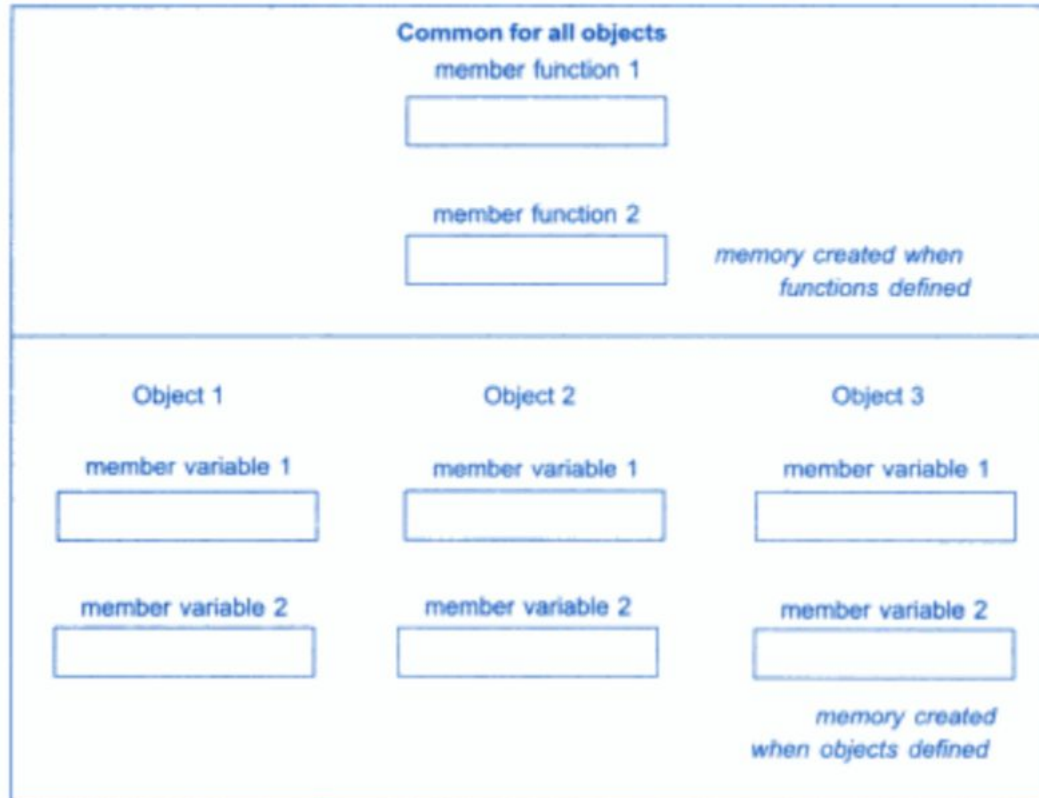 Common for all objects
member function 1
member function 2
memory created when
functions defined
Object 1
Object 2
Object 3
member variable 1
member variable 1
member variable 1
member variable 2
member variable 2
member variable 2
memory created
when objects defined